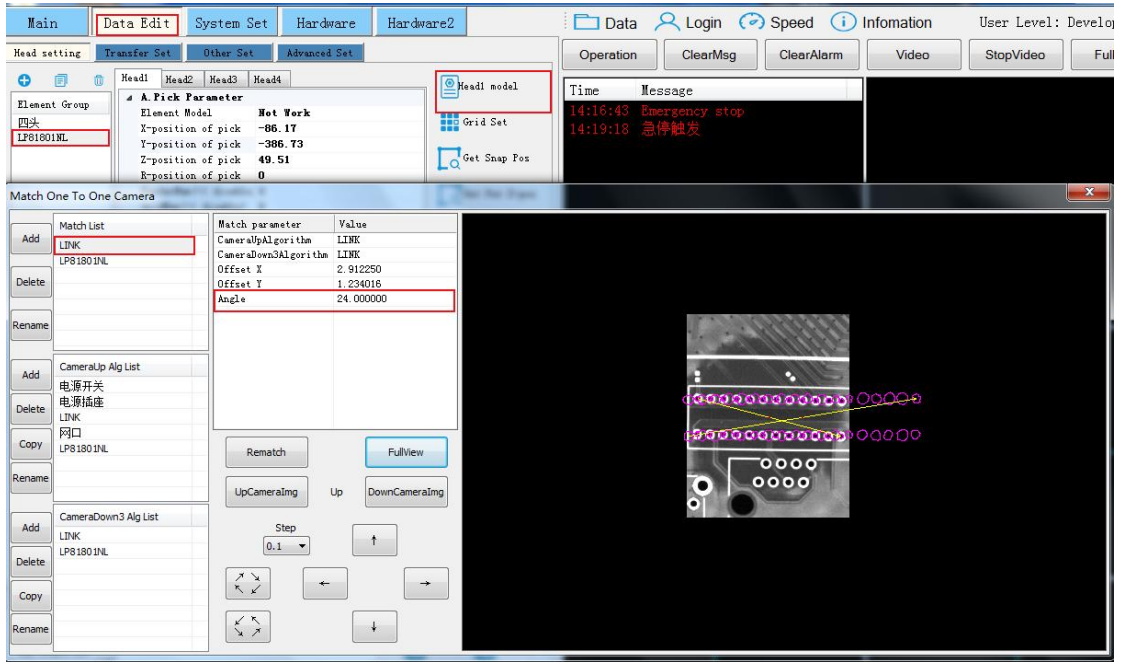 Main Data Edit System Set Hardware Hardware2 Data Login Speed Infomation User Level: Develop
Head setting Transfer Set Other Set Advanced Set
Operation ClearMsg ClearAlarm Video StopVideo Full
Element Group
四头
LP81801NL
Head1 Head2 Head3 Head4
A.Pick Parameter
Element Model Not Work
X-position of pick -86.17
Y-position of pick -386.73
Z-position of pick 49.51
R-position of pick 0
Head1 model
Grid Set
Get Snap Pos
Time Message
14:16:43 Emergency stop
14:19:18 急停触发
Match One To One Camera
Add
Delete
Rename
Match List
LINK
LP81801NL
Match parameter Value
CameraUpAlgorithm LINK
CameraDown3Algorithm LINK
Offset X 2.912250
Offset Y 1.234016
Angle 24.000000
Add
Delete
Copy
Rename
CameraUp Alg List
电源开关
电源插座
LINK
网口
LP81801NL
Rematch FullView
UpCameraImg Up DownCameraImg
Step
0.1
↑
← →
↓
Add
Delete
Copy
Rename
CameraDown3 Alg List
LINK
LP81801NL